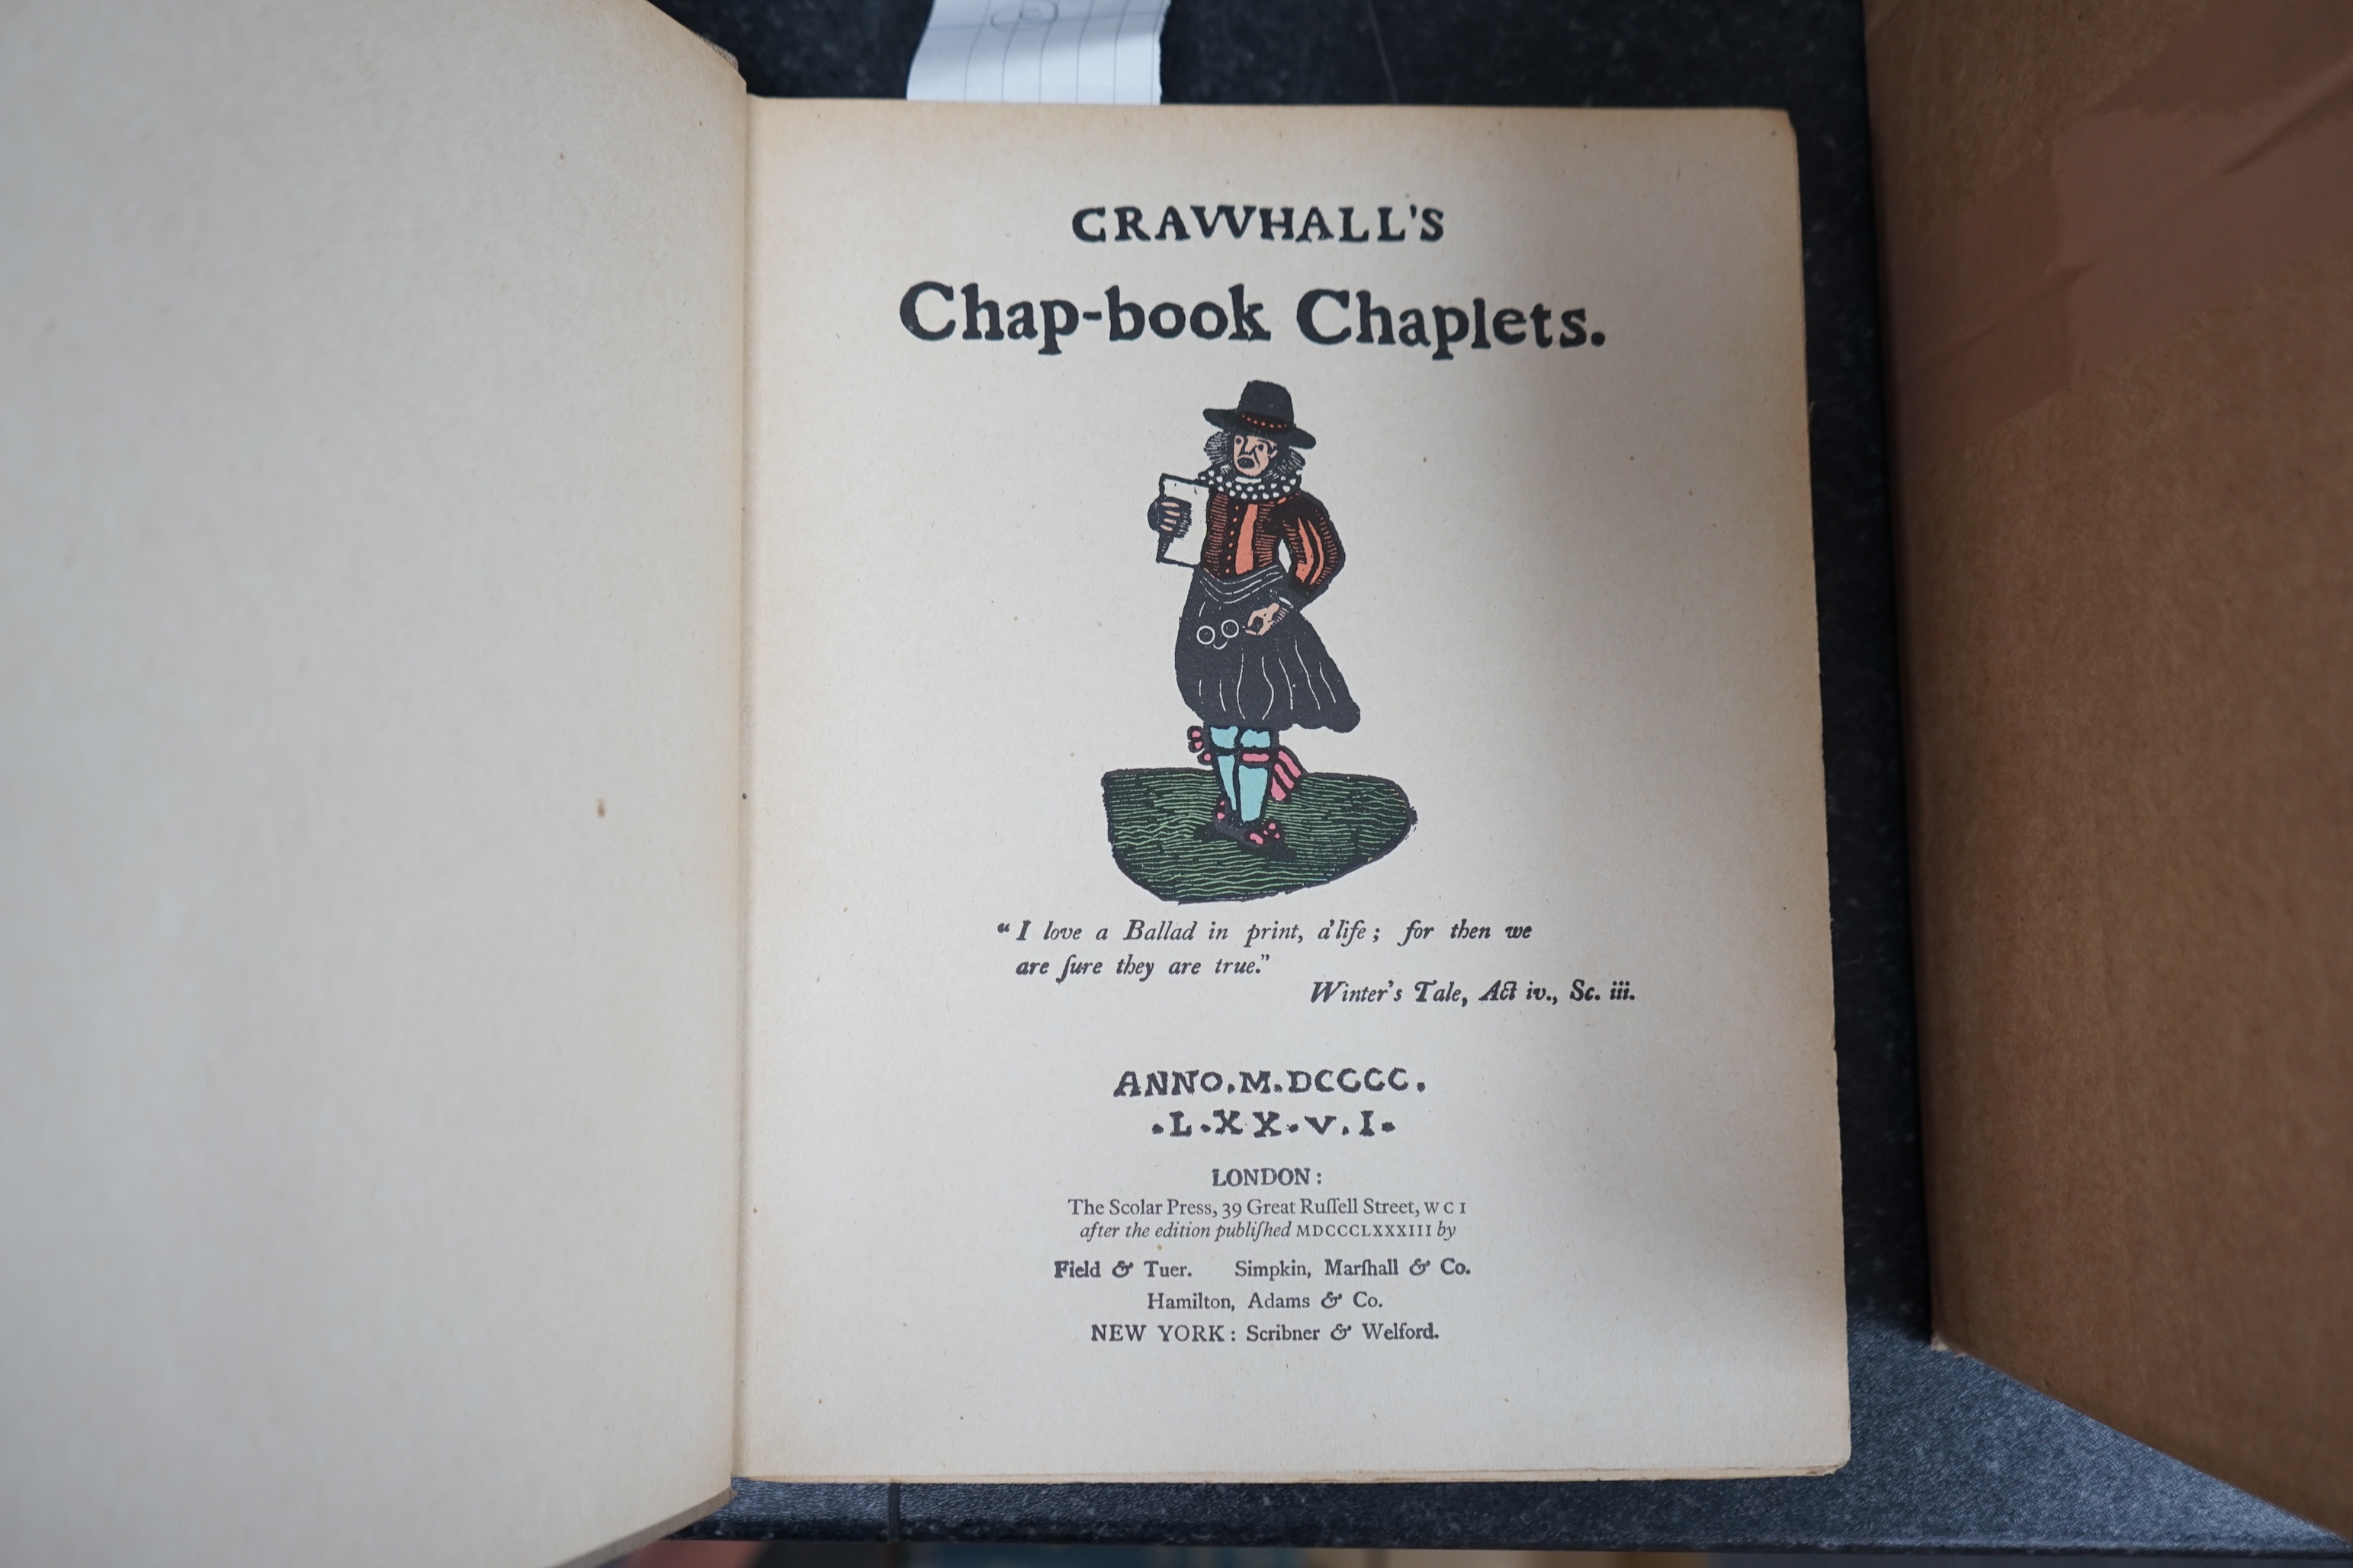 CRAWHALL'S
Chap-book Chaplets.
"I love a Ballad in print, a'life; for then we
are ſure they are true."
Winter's Tale, Act iv., Sc. iii.
ANNO.M.DCCCC.
.L.XX.V.I.
LONDON:
The Scolar Press, 39 Great Ruſſell Street, WC1
after the edition publiſhed MDCCCLXXXIII by
Field & Tuer. Simpkin, Marſhall & Co.
Hamilton, Adams & Co.
NEW YORK: Scribner & Welford.